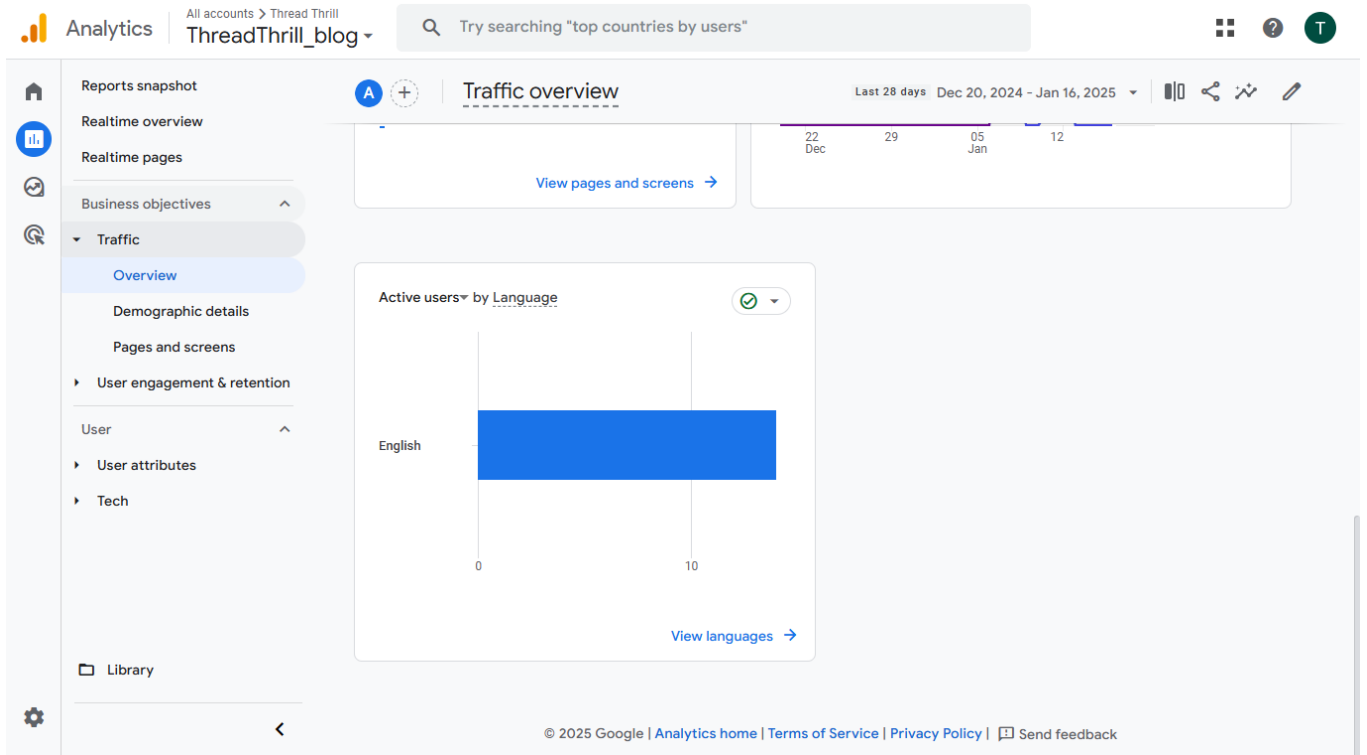 Analytics
All accounts > Thread Thrill
ThreadThrill_blog
Try searching "top countries by users"
T
Reports snapshot
Realtime overview
Realtime pages
Business objectives
Traffic
Overview
Demographic details
Pages and screens
User engagement & retention
User
User attributes
Tech
Library
A
Traffic overview
Last 28 days Dec 20, 2024 - Jan 16, 2025
View pages and screens
22 29 05 12
Dec Jan
Active users by Language
English
0 10
View languages
© 2025 Google | Analytics home | Terms of Service | Privacy Policy | Send feedback